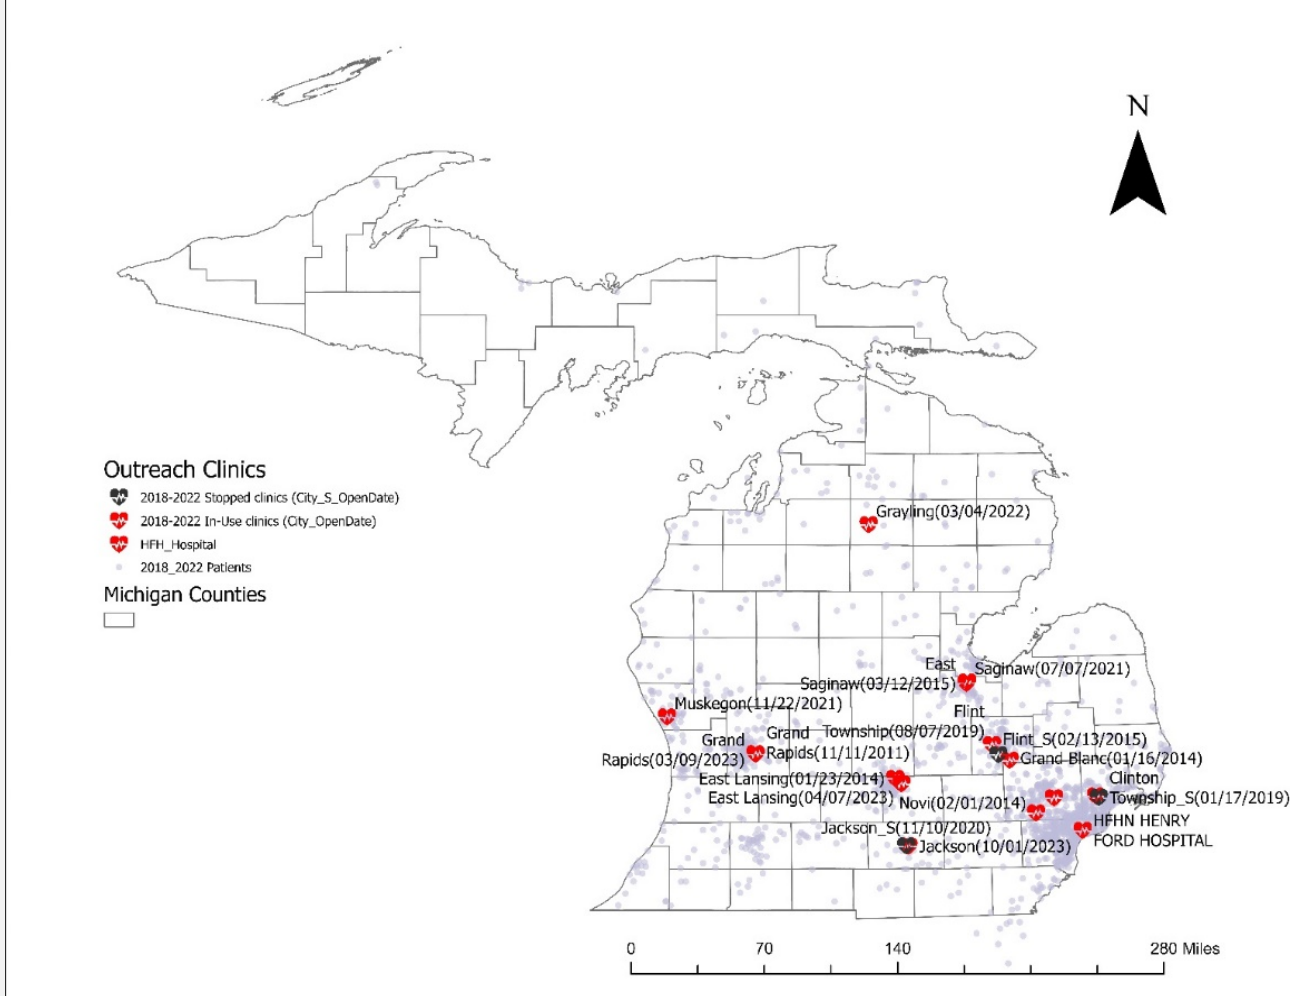 N
Outreach Clinics
2018-2022 Stopped clinics (City_S_OpenDate)
2018-2022 In-Use clinics (City_OpenDate)
HFH_Hospital
2018_2022 Patients
Michigan Counties
Grayling(03/04/2022)
East
Saginaw(03/12/2015)
Saginaw(07/07/2021)
Muskegon(11/22/2021)
Flint
Township(08/07/2019)
Grand
Rapids(03/09/2023)
Grand
Rapids(11/11/2011)
Flint_S(02/13/2015)
Grand Blanc(01/16/2014)
East Lansing(01/23/2014)
East Lansing(04/07/2023)
Novi(02/01/2014)
Clinton
Township_S(01/17/2019)
Jackson_S(11/10/2020)
Jackson(10/01/2023)
HFHN HENRY
FORD HOSPITAL
0 70 140 280 Miles